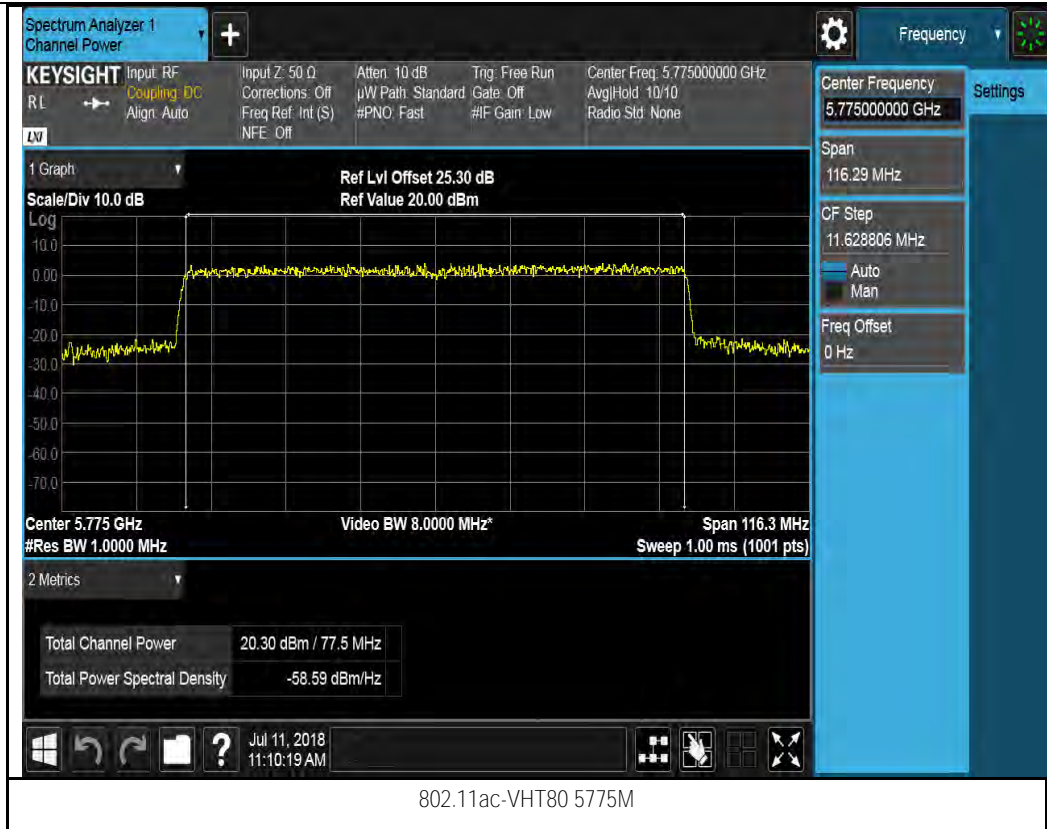 Spectrum Analyzer 1
Channel Power
+
Frequency
KEYSIGHT
RL
LXI
Input: RF
Coupling: DC
Align: Auto
Input Z: 50 Ω
Corrections: Off
Freq Ref: Int (S)
NFE: Off
Atten: 10 dB
µW Path: Standard
#PNO: Fast
Trig: Free Run
Gate: Off
#IF Gain: Low
Center Freq: 5.775000000 GHz
Avg|Hold: 10/10
Radio Std: None
Center Frequency
5.775000000 GHz
Settings
Span
116.29 MHz
CF Step
11.628806 MHz
Auto
Man
Freq Offset
0 Hz
1 Graph
Scale/Div 10.0 dB
Ref Lvl Offset 25.30 dB
Ref Value 20.00 dBm
Log
10.0
0.00
-10.0
-20.0
-30.0
-40.0
-50.0
-60.0
-70.0
Center 5.775 GHz
#Res BW 1.0000 MHz
Video BW 8.0000 MHz*
Span 116.3 MHz
Sweep 1.00 ms (1001 pts)
2 Metrics
Total Channel Power 20.30 dBm / 77.5 MHz
Total Power Spectral Density -58.59 dBm/Hz
?
Jul 11, 2018
11:10:19 AM
802.11ac-VHT80 5775M